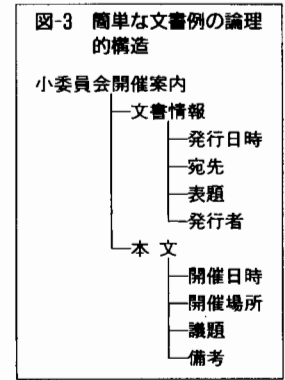 図-3 簡単な文書例の論理
的構造
小委員会開催案内
文書情報
発行日時
宛先
表題
発行者
本 文
開催日時
開催場所
議題
備考